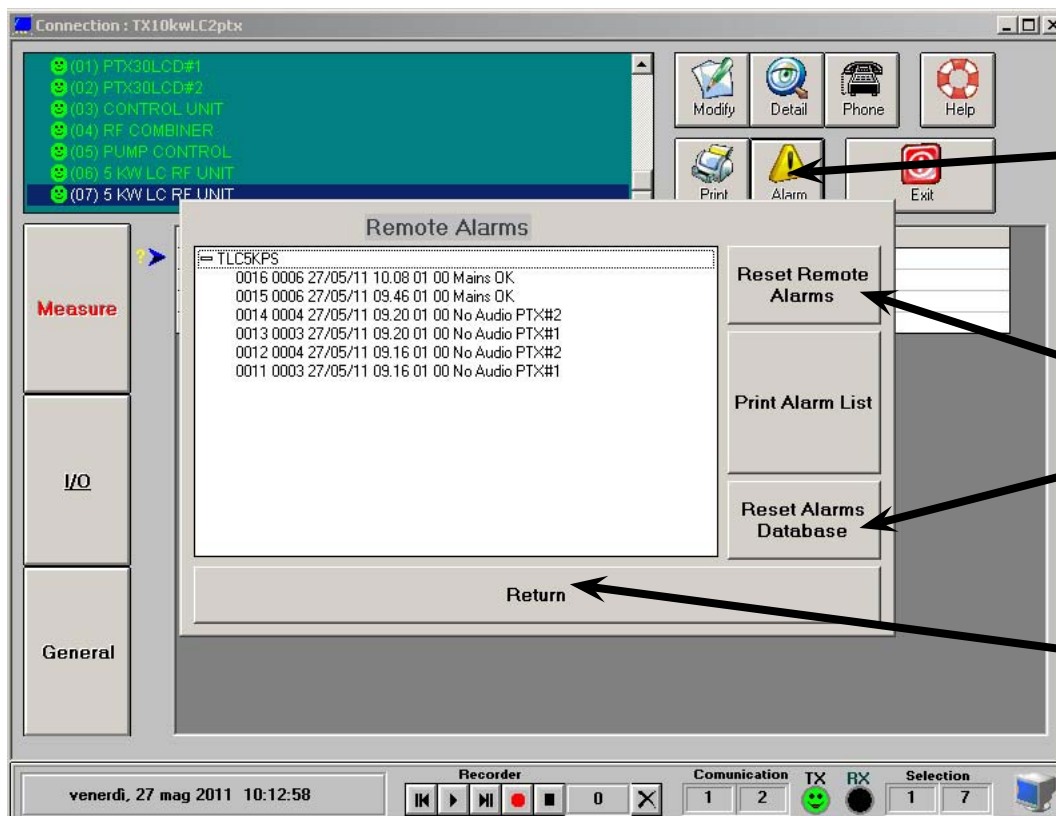 Connection : TX10kwLC2ptx
(01) PTX30LCD#1
(02) PTX30LCD#2
(03) CONTROL UNIT
(04) RF COMBINER
(05) PUMP CONTROL
(06) 5 KW LC RF UNIT
(07) 5 KW LC RF UNIT
Modify
Detail
Phone
Help
Print
Alarm
Exit
Measure
I/O
General
Remote Alarms
TLC5KPS
0016 0006 27/05/11 10.08 01 00 Mains OK
0015 0006 27/05/11 09.46 01 00 Mains OK
0014 0004 27/05/11 09.20 01 00 No Audio PTX#2
0013 0003 27/05/11 09.20 01 00 No Audio PTX#1
0012 0004 27/05/11 09.16 01 00 No Audio PTX#2
0011 0003 27/05/11 09.16 01 00 No Audio PTX#1
Reset Remote
Alarms
Print Alarm List
Reset Alarms
Database
Return
venerdì, 27 mag 2011 10:12:58
Recorder
0
Comunication
1 2
TX
RX
Selection
1 7